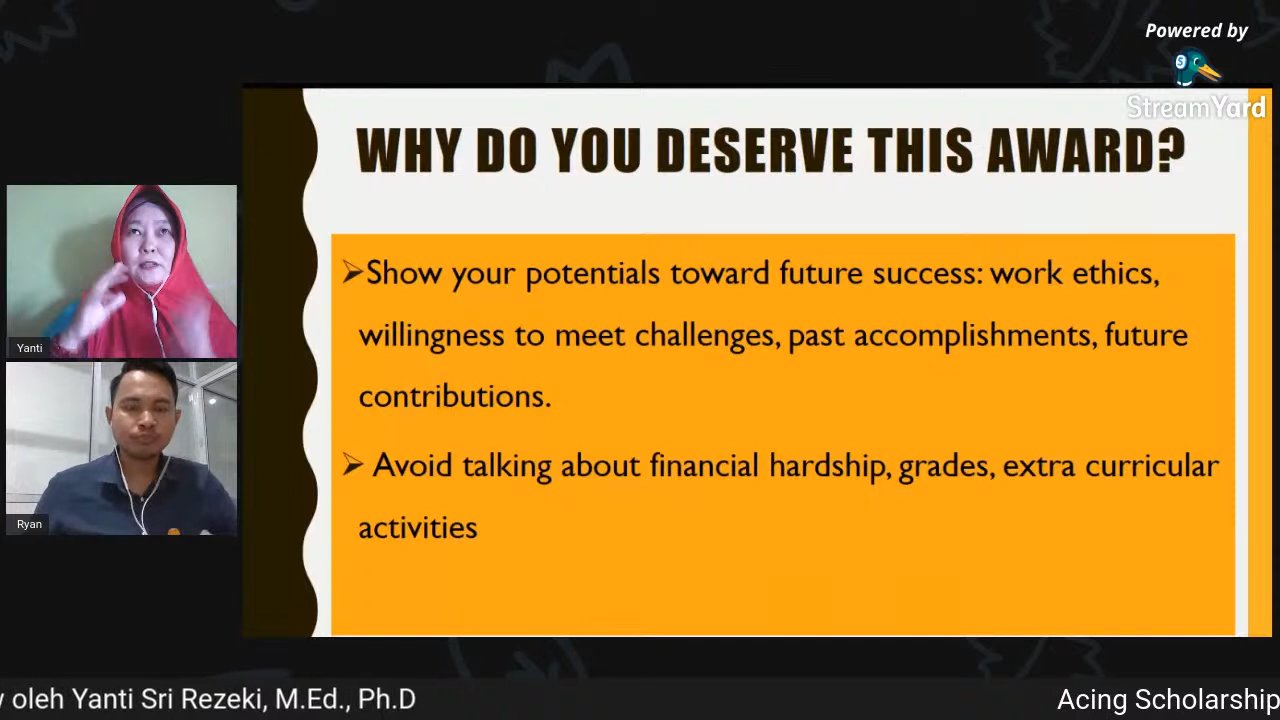 Powered by
StreamYard
WHY DO YOU DESERVE THIS AWARD?
➢Show your potentials toward future success: work ethics,
willingness to meet challenges, past accomplishments, future
contributions.
➢ Avoid talking about financial hardship, grades, extra curricular
activities
Yanti
Ryan
oleh Yanti Sri Rezeki, M.Ed., Ph.D
Acing Scholarship